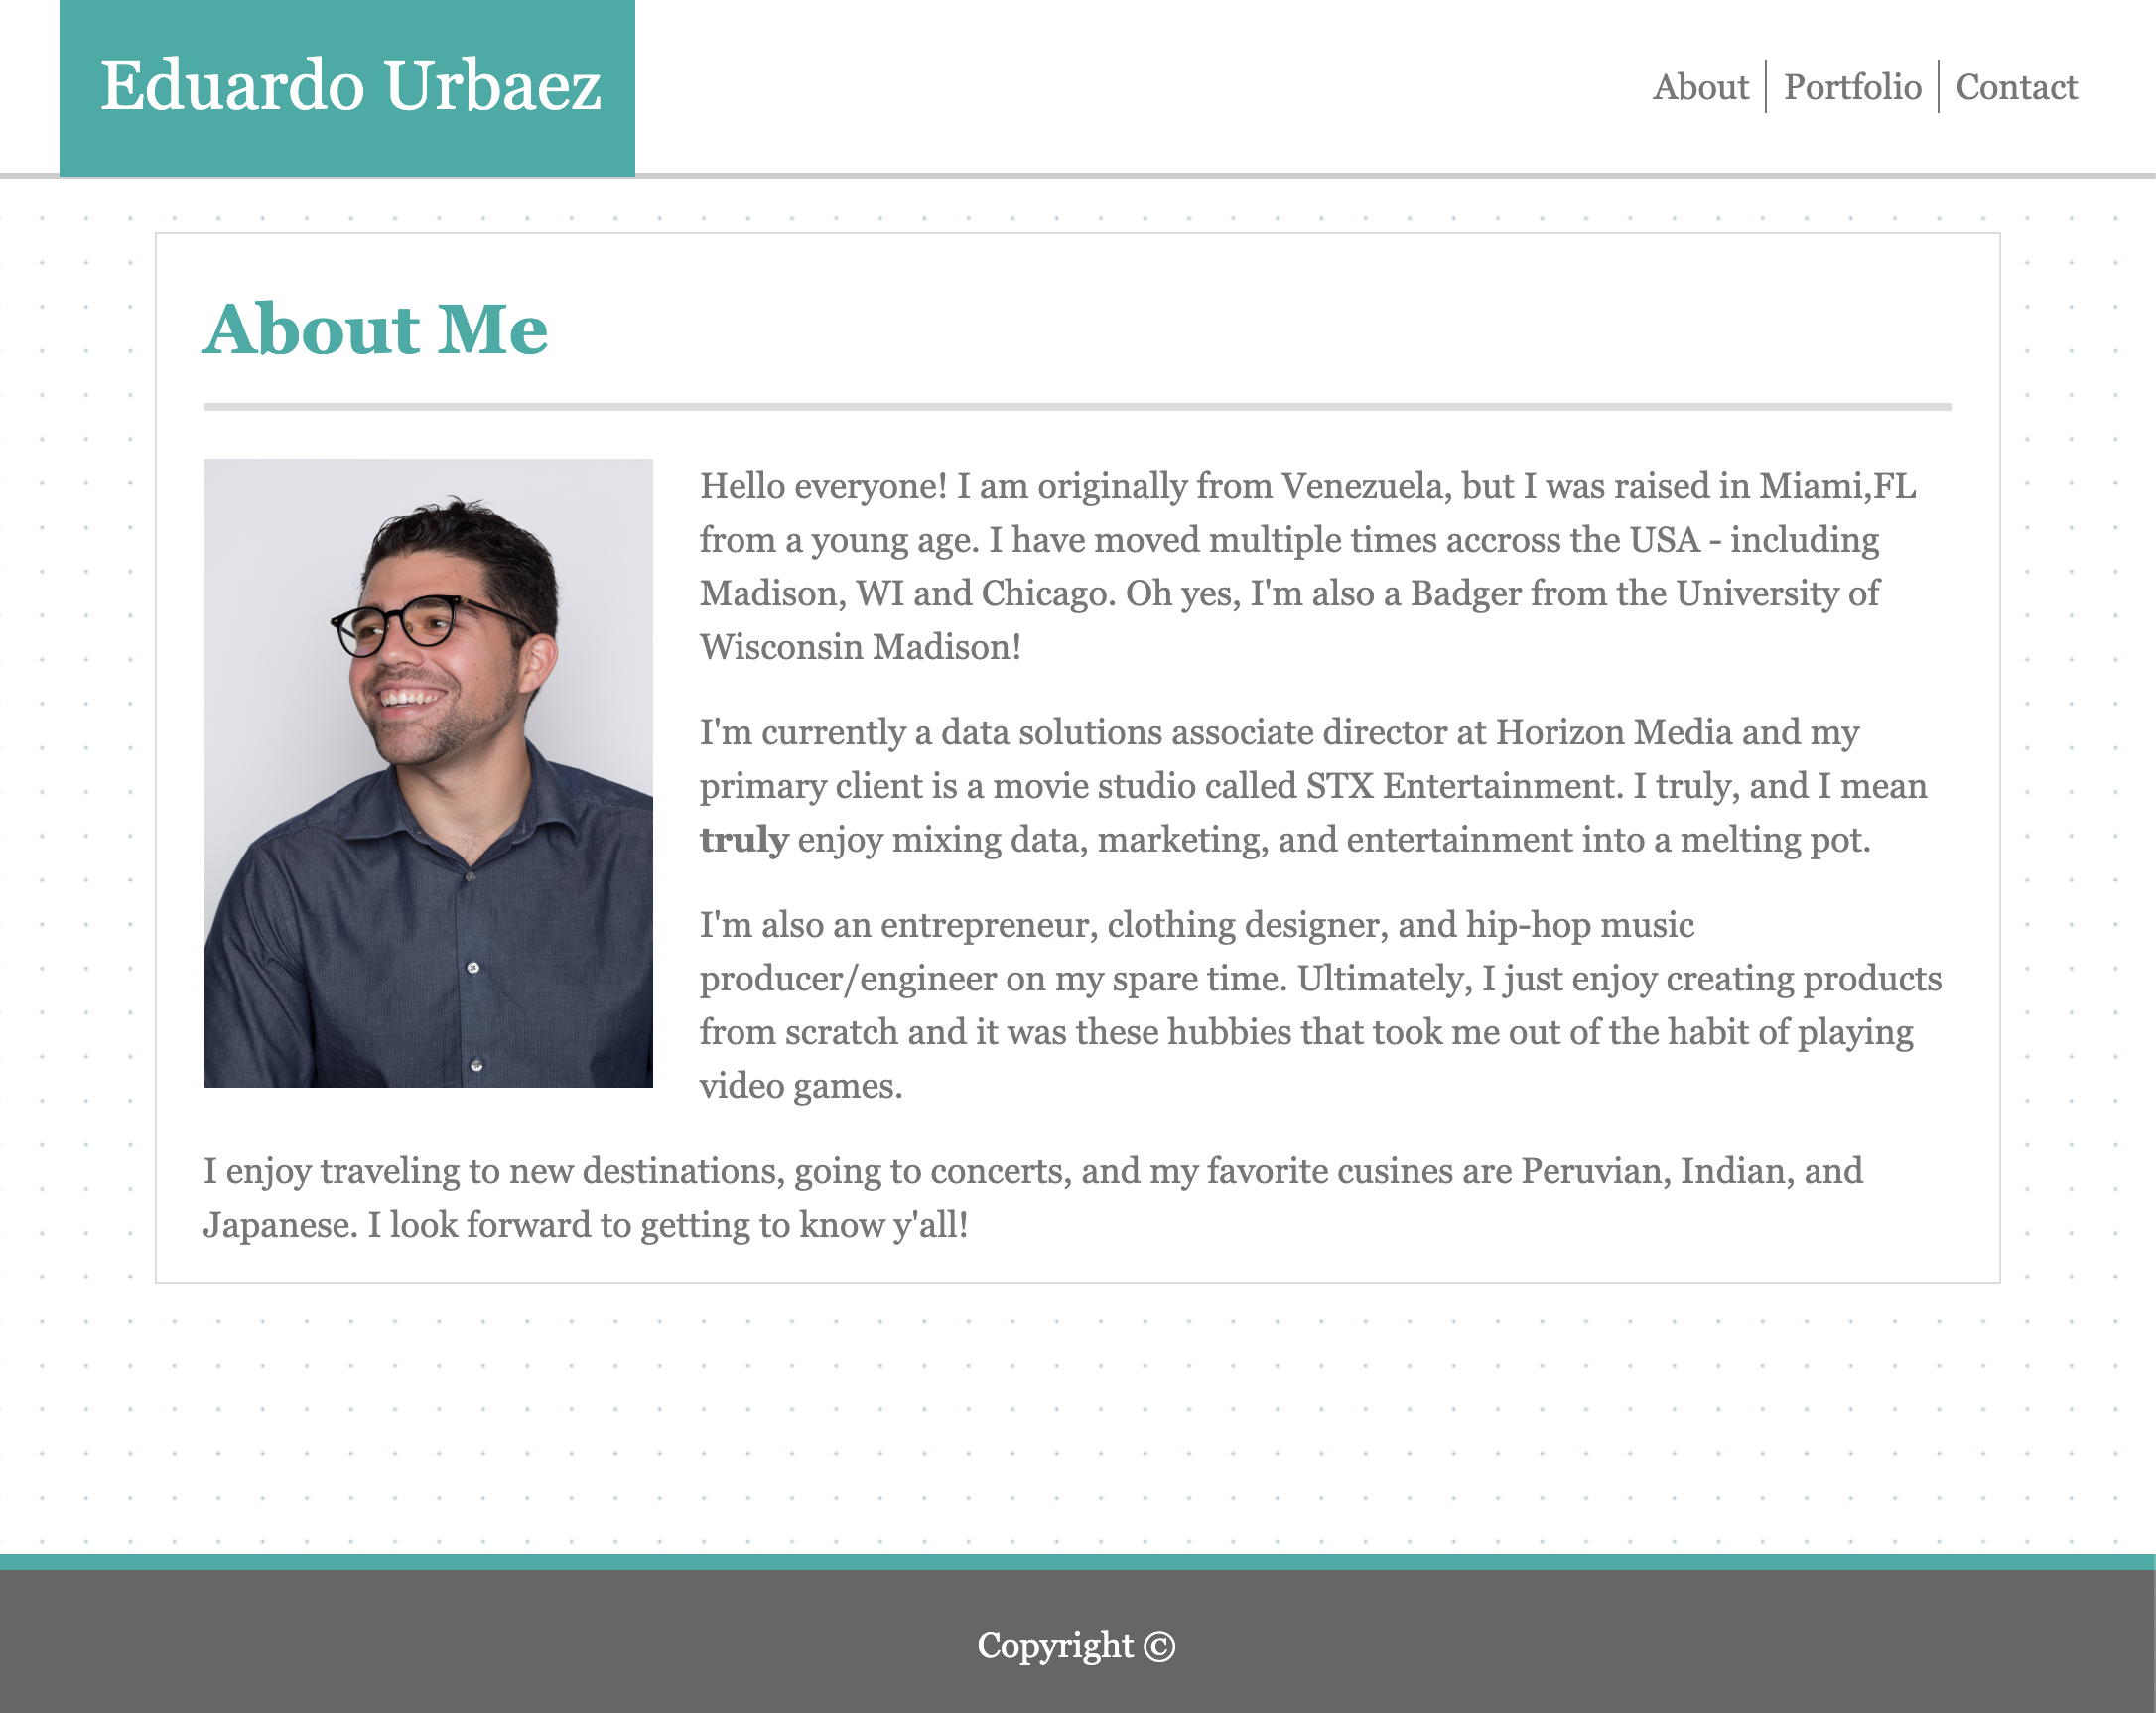 Eduardo Urbaez
About
Portfolio
Contact
About Me
Hello everyone! I am originally from Venezuela, but I was raised in Miami,FL
from a young age. I have moved multiple times accross the USA - including
Madison, WI and Chicago. Oh yes, I'm also a Badger from the University of
Wisconsin Madison!
I'm currently a data solutions associate director at Horizon Media and my
primary client is a movie studio called STX Entertainment. I truly, and I mean
truly enjoy mixing data, marketing, and entertainment into a melting pot.
I'm also an entrepreneur, clothing designer, and hip-hop music
producer/engineer on my spare time. Ultimately, I just enjoy creating products
from scratch and it was these hubbies that took me out of the habit of playing
video games.
I enjoy traveling to new destinations, going to concerts, and my favorite cusines are Peruvian, Indian, and
Japanese. I look forward to getting to know y'all!
Copyright ©